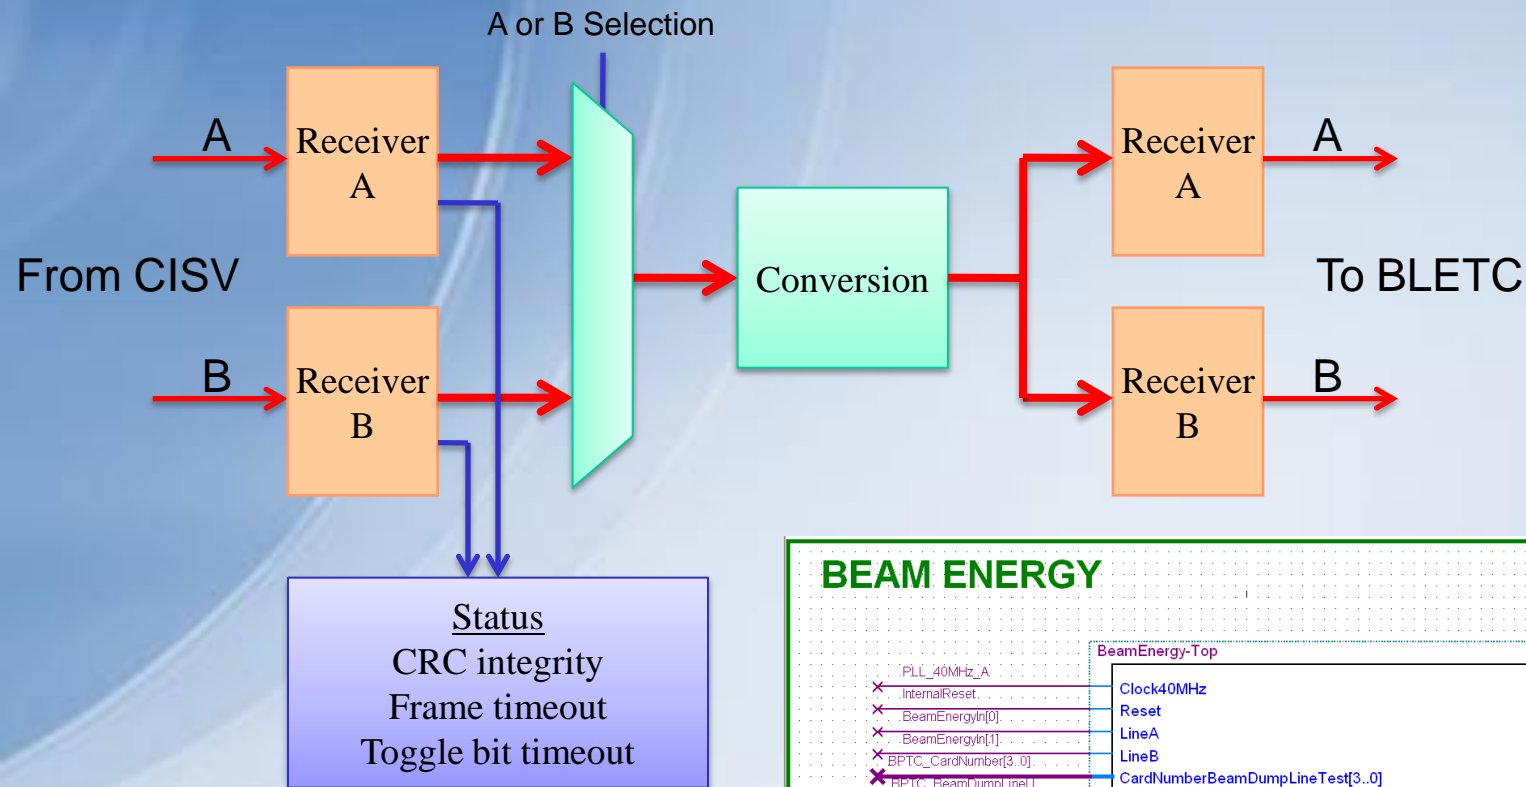 A or B Selection
A
Receiver
A
Receiver
A
A
From CISV
Conversion
To BLETC
B
Receiver
B
Receiver
B
B
Status
CRC integrity
Frame timeout
Toggle bit timeout
BEAM ENERGY
BeamEnergy-Top
PLL_40MHz_A
Clock40MHz
InternalReset
Reset
BeamEnergyIn[0]
LineA
BeamEnergyIn[1]
LineB
BPTC_CardNumber[3..0]
CardNumberBeamDumpLineTest[3..0]